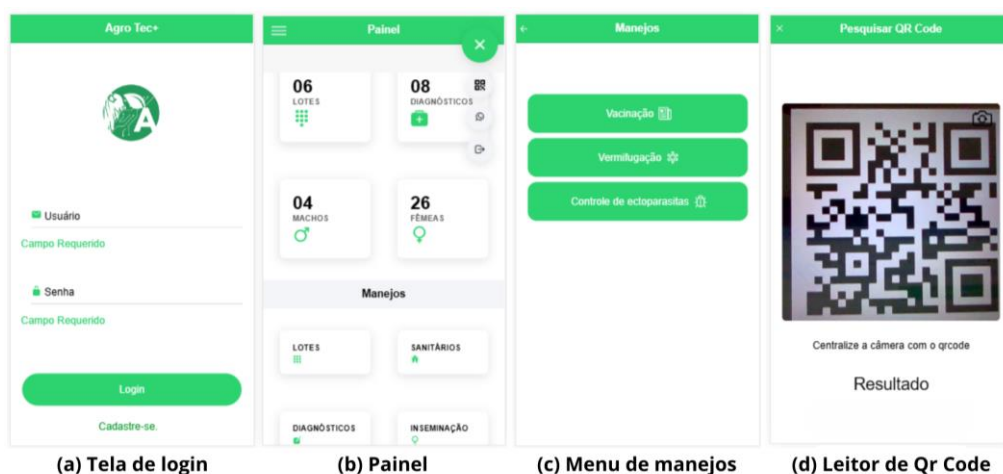 Agro Tec+
A
Usuário
Campo Requerido
Senha
Campo Requerido
Login
Cadastre-se.
(a) Tela de login
Painel
06
LOTES
08
DIAGNÓSTICOS
04
MACHOS
26
FÊMEAS
Manejos
LOTES
SANITÁRIOS
DIAGNÓSTICOS
INSEMINAÇÃO
(b) Painel
Manejos
Vacinação
Vermilugação
Controle de ectoparasitas
(c) Menu de manejos
Pesquisar QR Code
Centralize a câmera com o qrcode
Resultado
(d) Leitor de Qr Code